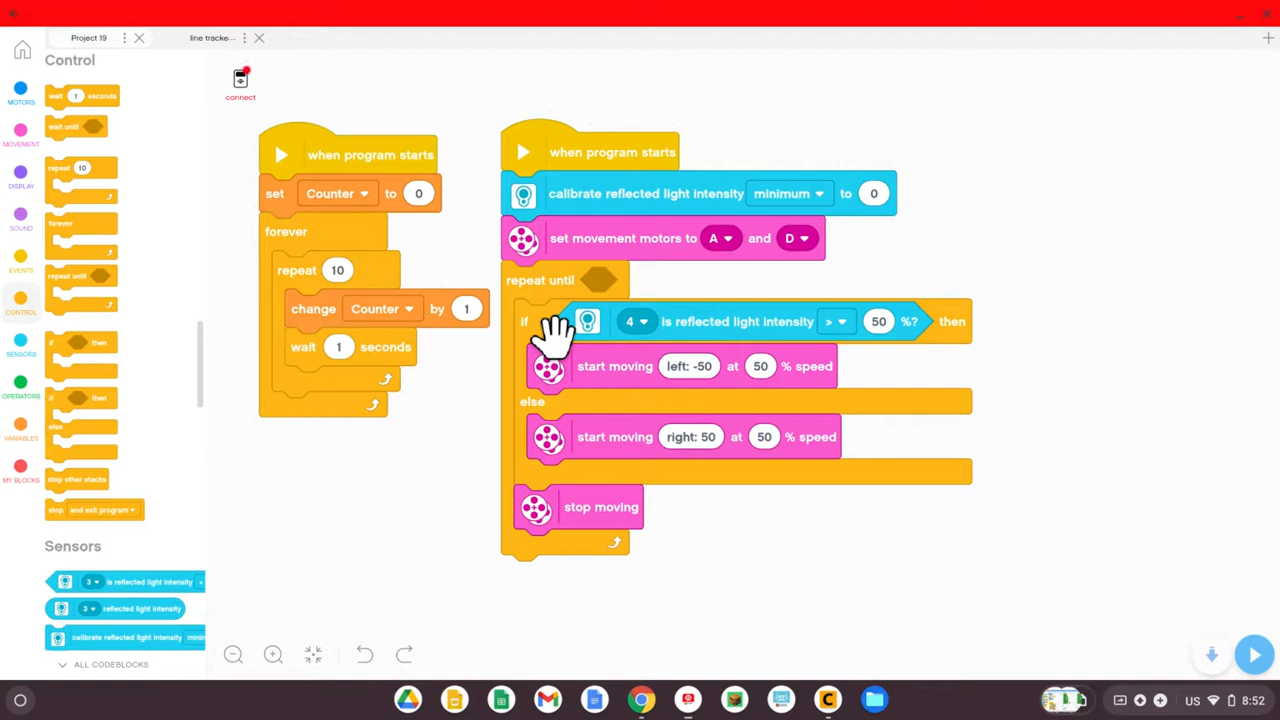 Project 19
line tracke...
Control
MOTORS
MOVEMENT
DISPLAY
SOUND
EVENTS
CONTROL
SENSORS
OPERATORS
VARIABLES
MY BLOCKS
wait 1 seconds
wait until
repeat 10
forever
repeat until
if then
if then
else
stop other stacks
stop and exit program
Sensors
3 is reflected light intensity <
3 reflected light intensity
calibrate reflected light intensity
ALL CODEBLOCKS
connect
when program starts
set Counter to 0
forever
repeat 10
change Counter by 1
wait 1 seconds
when program starts
calibrate reflected light intensity minimum to 0
set movement motors to A and D
repeat until
if 4 is reflected light intensity > 50 %? then
start moving left: -50 at 50 % speed
else
start moving right: 50 at 50 % speed
stop moving
US 8:52